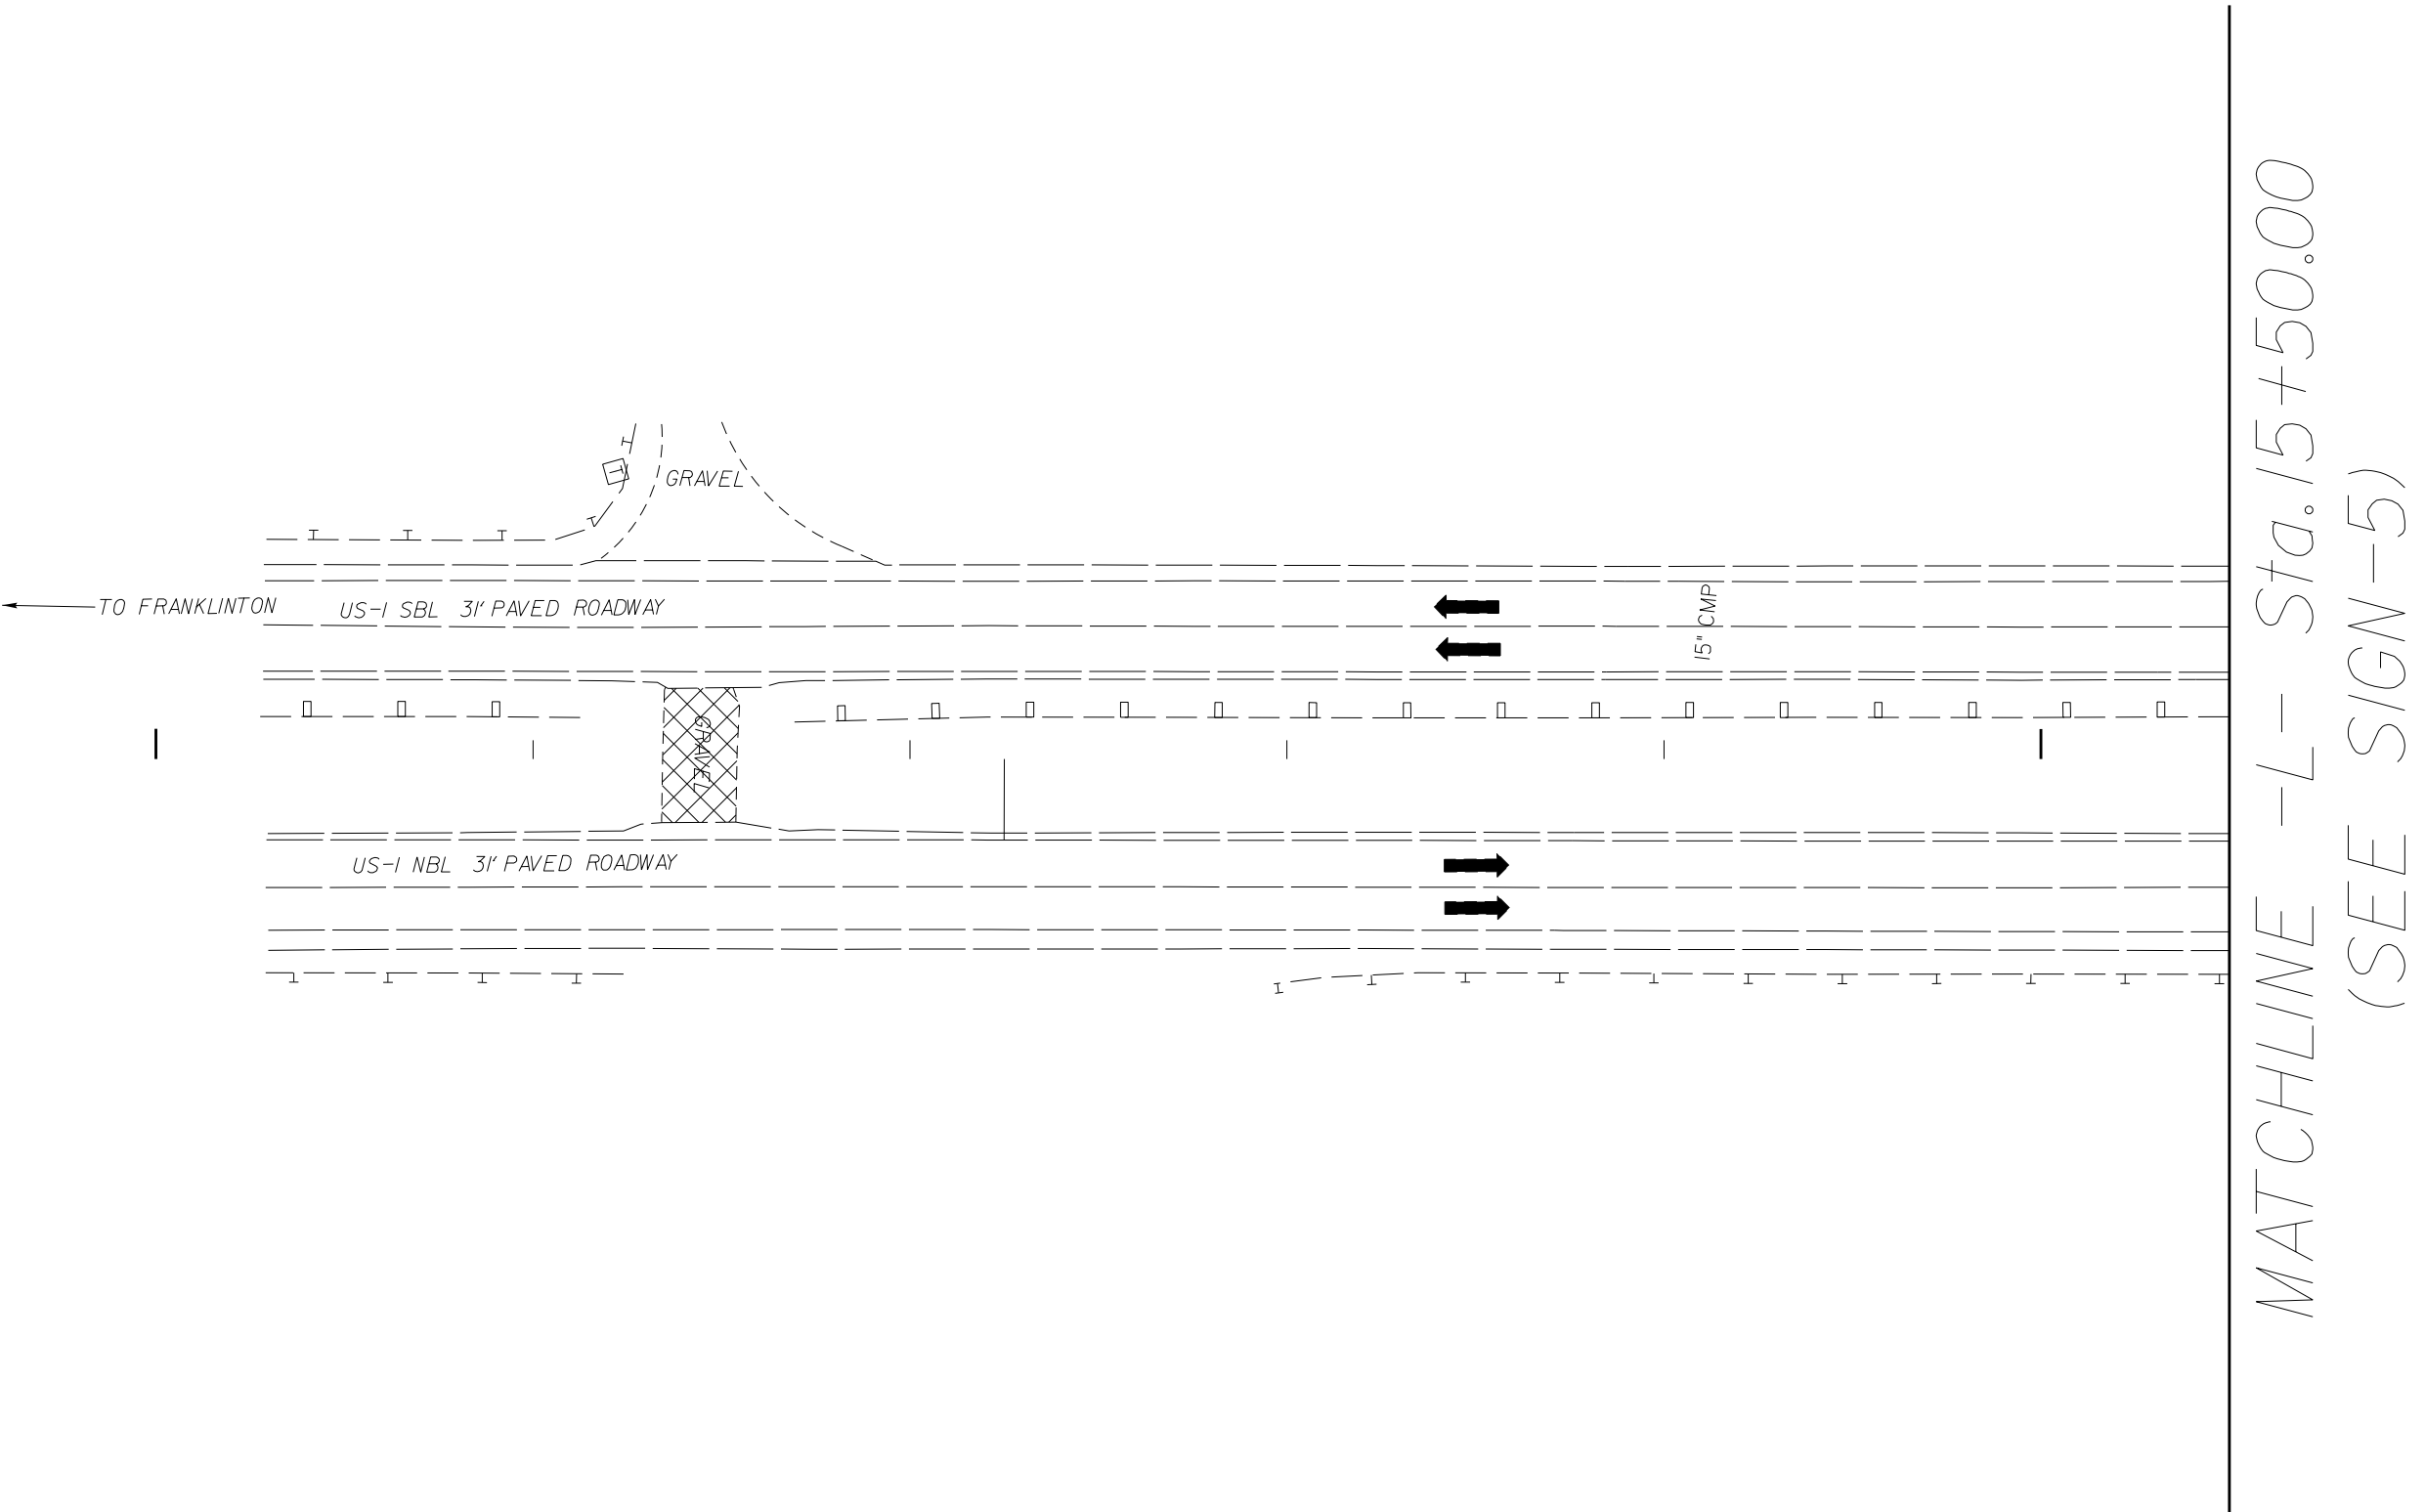 GRAVEL
TO FRANKLINTON
US-1 SBL 31' PAVED ROADWAY
15" CMP
GRAVEL
US-1 NBL 31' PAVED ROADWAY
MATCHLINE -L- Sta. 15+50.00
(SEE SIGN-5)